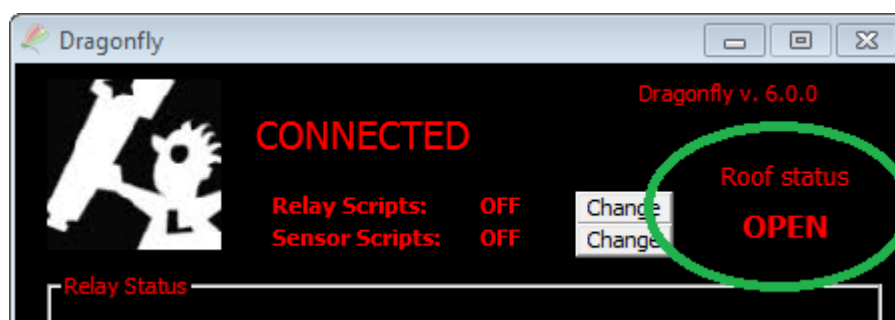 Dragonfly
Dragonfly v. 6.0.0
CONNECTED
Roof status
OPEN
Relay Scripts: OFF Change
Sensor Scripts: OFF Change
Relay Status
L